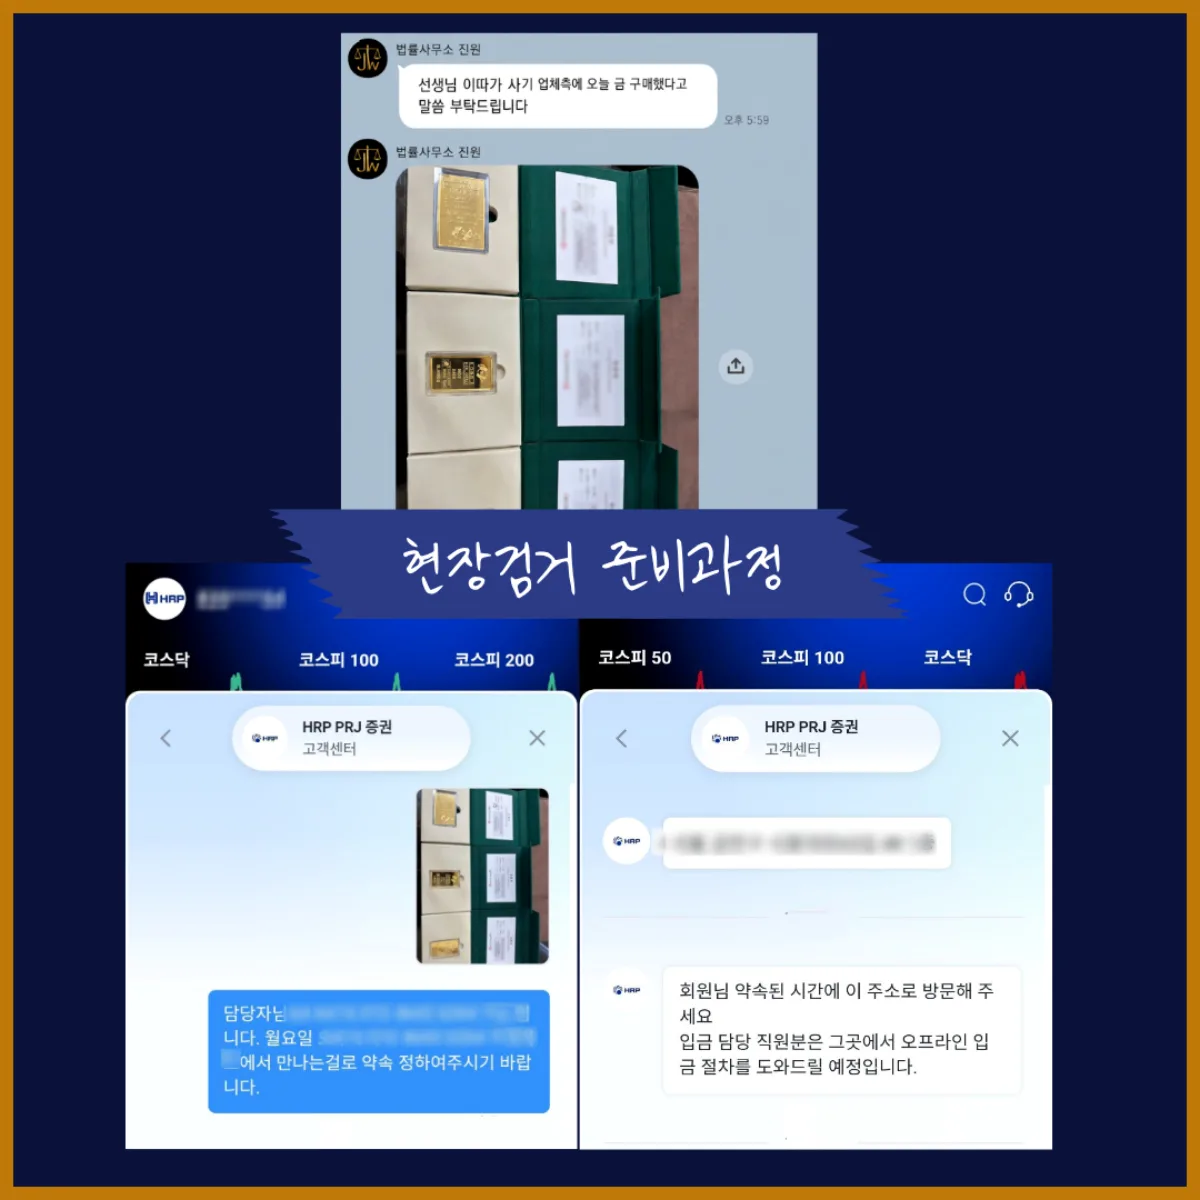 법률사무소 진원
선생님 이따가 사기 업체측에 오늘 금 구매했다고
말씀 부탁드립니다
오후 5:59
법률사무소 진원
현장검거 준비과정
HRP
코스닥
코스피 100
코스피 200
코스피 50
코스피 100
코스닥
HRP
HRP PRJ 증권
고객센터
HRP
HRP PRJ 증권
고객센터
HRP
담당자님
니다. 월요일
에서 만나는걸로 약속 정하여주시기 바랍
니다.
HRP
회원님 약속된 시간에 이 주소로 방문해 주
세요
입금 담당 직원분은 그곳에서 오프라인 입
금 절차를 도와드릴 예정입니다.